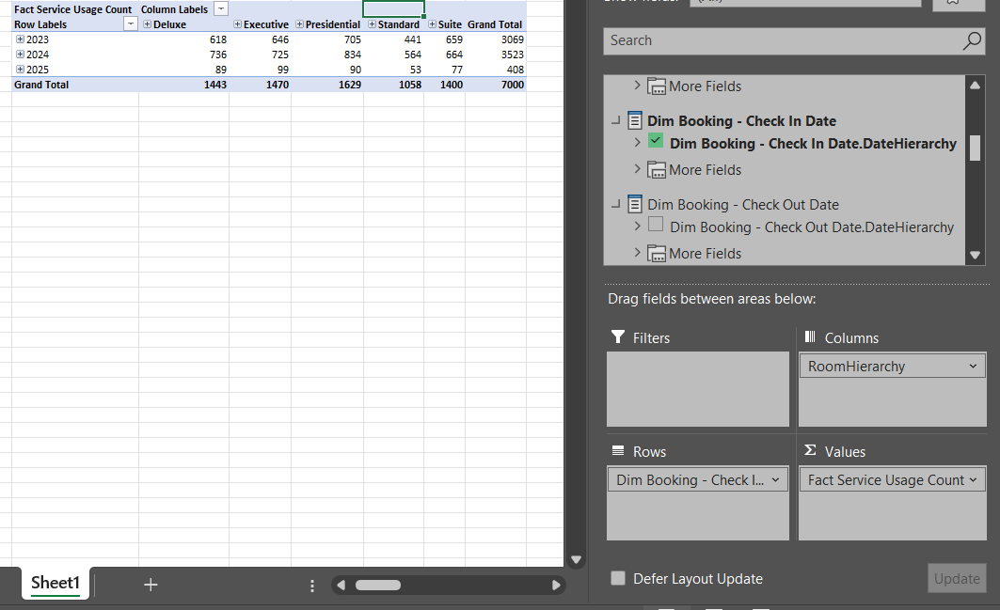 Fact Service Usage Count Column Labels
Row Labels Deluxe Executive Presidential Standard Suite Grand Total
2023 618 646 705 441 659 3069
2024 736 725 834 564 664 3523
2025 89 99 90 53 77 408
Grand Total 1443 1470 1629 1058 1400 7000
Search
More Fields
Dim Booking - Check In Date
Dim Booking - Check In Date.DateHierarchy
More Fields
Dim Booking - Check Out Date
Dim Booking - Check Out Date.DateHierarchy
More Fields
Drag fields between areas below:
Filters
Columns
RoomHierarchy
Rows
Σ Values
Dim Booking - Check I...
Fact Service Usage Count
Sheet1
Defer Layout Update
Update